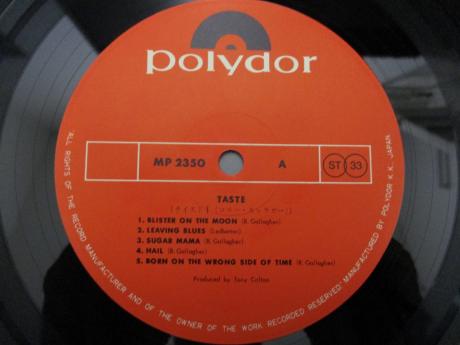 polydor
MP 2350 A ST 33
TASTE
1. BLISTER ON THE MOON (R. Gallagher)
2. LEAVING BLUES (Ledbetter)
3. SUGAR MAMA (R. Gallagher)
4. HAIL (R. Gallagher)
5. BORN ON THE WRONG SIDE OF TIME (R. Gallagher)
Produced by Tony Colton
ALL RIGHTS OF THE RECORD MANUFACTURER AND OF THE OWNER OF THE WORK RECORDED RESERVED MANUFACTURED BY POLYDOR K.K. JAPAN